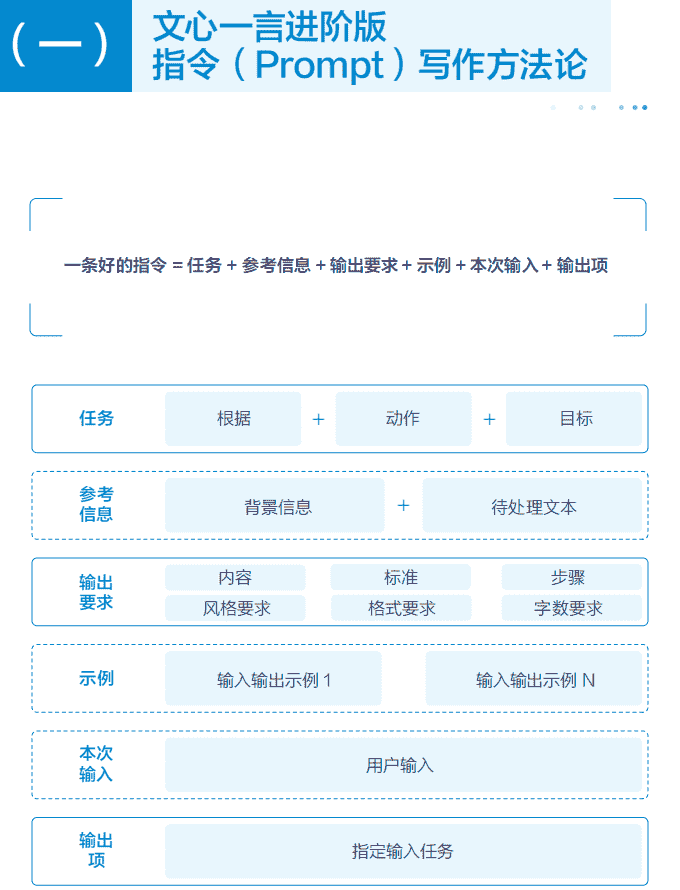 （一）
文心一言进阶版
指令（Prompt）写作方法论
一条好的指令 = 任务 + 参考信息 + 输出要求 + 示例 + 本次输入 + 输出项
任务 根据 + 动作 + 目标
参考
信息
背景信息 + 待处理文本
输出
要求
内容 标准 步骤
风格要求 格式要求 字数要求
示例 输入输出示例 1 输入输出示例 N
本次
输入
用户输入
输出
项
指定输入任务